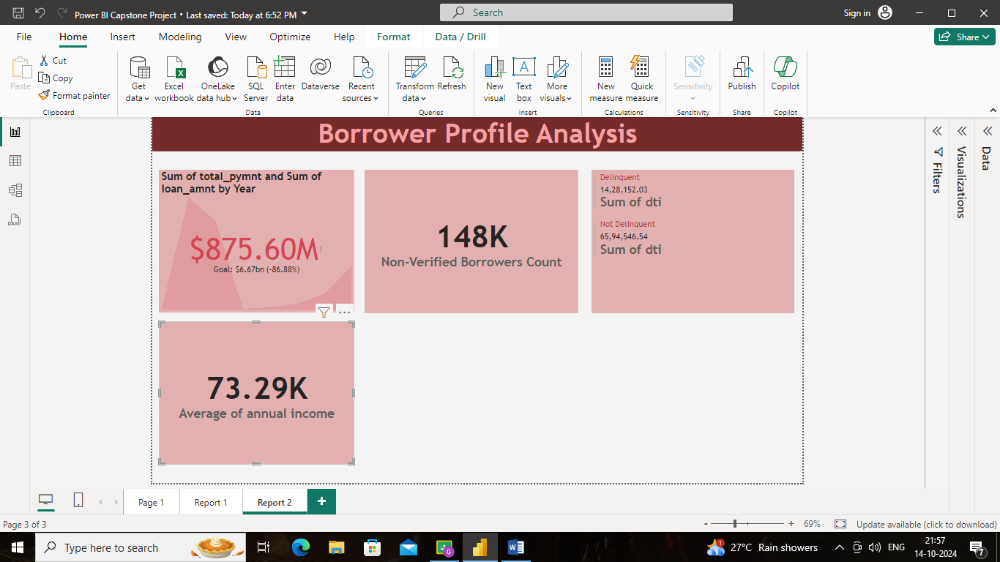 Power BI Capstone Project • Last saved: Today at 6:52 PM
Search
Sign in
File
Home
Insert
Modeling
View
Optimize
Help
Format
Data / Drill
Share
Paste
Cut
Copy
Format painter
Clipboard
Get data
Excel workbook
OneLake data hub
SQL Server
Enter data
Dataverse
Recent sources
Data
Transform data
Refresh
Queries
New visual
Text box
More visuals
Insert
New measure
Quick measure
Calculations
Sensitivity
Sensitivity
Publish
Share
Copilot
Copilot
DAX
Borrower Profile Analysis
Sum of total_pymnt and Sum of
loan_amnt by Year
$875.60M!
Goal: $6.67bn (-86.88%)
148K
Non-Verified Borrowers Count
Delinquent
14,28,152.03
Sum of dti
Not Delinquent
65,94,546.54
Sum of dti
73.29K
Average of annual income
Filters
Visualizations
Data
Page 1
Report 1
Report 2
+
Page 3 of 3
- + 69%
Update available (click to download)
Type here to search
1
27°C Rain showers
ENG
21:57
14-10-2024
7